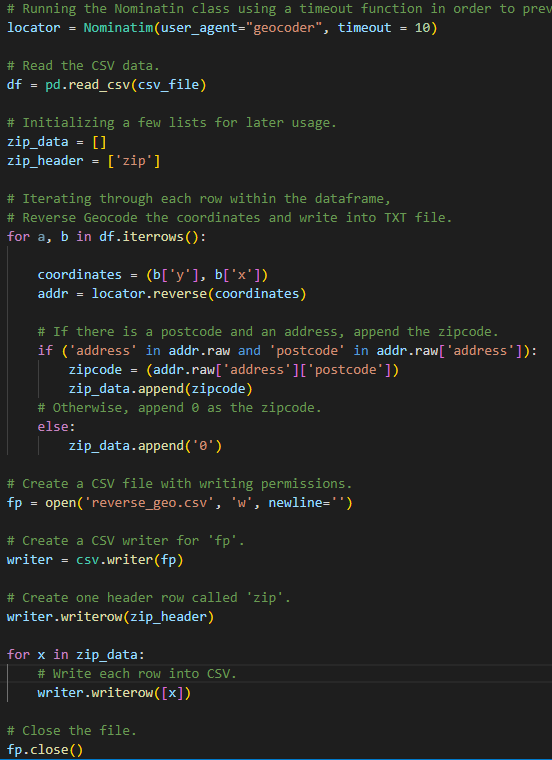 # Running the Nominatin class using a timeout function in order to prev
locator = Nominatim(user_agent="geocoder", timeout = 10)
# Read the CSV data.
df = pd.read_csv(csv_file)
# Initializing a few lists for later usage.
zip_data = []
zip_header = ['zip']
# Iterating through each row within the dataframe,
# Reverse Geocode the coordinates and write into TXT file.
for a, b in df.iterrows():
coordinates = (b['y'], b['x'])
addr = locator.reverse(coordinates)
# If there is a postcode and an address, append the zipcode.
if ('address' in addr.raw and 'postcode' in addr.raw['address']):
zipcode = (addr.raw['address']['postcode'])
zip_data.append(zipcode)
# Otherwise, append 0 as the zipcode.
else:
zip_data.append('0')
# Create a CSV file with writing permissions.
fp = open('reverse_geo.csv', 'w', newline='')
# Create a CSV writer for 'fp'.
writer = csv.writer(fp)
# Create one header row called 'zip'.
writer.writerow(zip_header)
for x in zip_data:
# Write each row into CSV.
writer.writerow([x])
# Close the file.
fp.close()